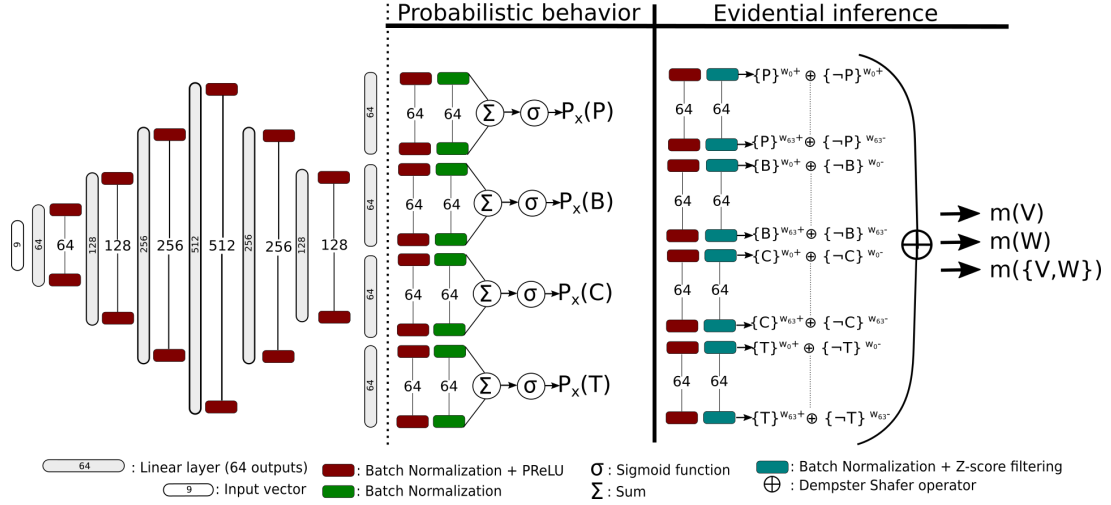 Probabilistic behavior
Evidential inference
9
64
64
128
128
256
256
512
512
256
256
128
128
64
64
64
Σ
σ
Pₓ(P)
64
64
64
Σ
σ
Pₓ(B)
64
64
64
Σ
σ
Pₓ(C)
64
64
64
Σ
σ
Pₓ(T)
{P}ʷ⁰⁺ ⊕ {¬P}ʷ⁰⁺
64 64
{P}ʷ⁶³⁺ ⊕ {¬P}ʷ⁶³⁻
{B}ʷ⁰⁺ ⊕ {¬B}ʷ⁰⁻
64 64
{B}ʷ⁶³⁺ ⊕ {¬B}ʷ⁶³⁻
{C}ʷ⁰⁺ ⊕ {¬C}ʷ⁰⁻
64 64
{C}ʷ⁶³⁺ ⊕ {¬C}ʷ⁶³⁻
{T}ʷ⁰⁺ ⊕ {¬T}ʷ⁰⁻
64 64
{T}ʷ⁶³⁺ ⊕ {¬T}ʷ⁶³⁻
⊕
m(V)
m(W)
m({V,W})
64 : Linear layer (64 outputs)
9 : Input vector
: Batch Normalization + PReLU
: Batch Normalization
σ : Sigmoid function
Σ : Sum
: Batch Normalization + Z-score filtering
⊕ : Dempster Shafer operator